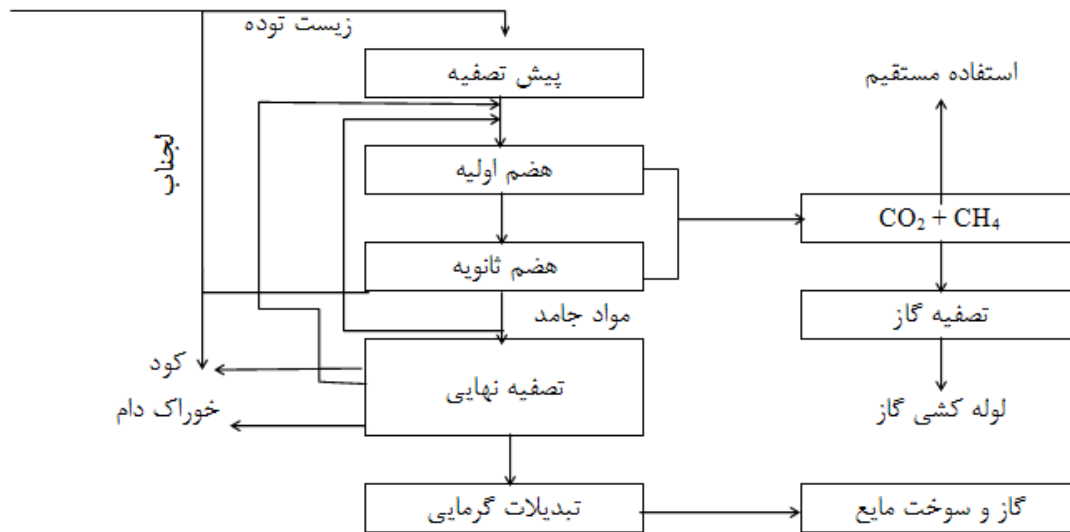 زیست توده
پیش تصفیه
استفاده مستقیم
لجناب
هضم اولیه
CO₂ + CH₄
هضم ثانویه
مواد جامد
تصفیه گاز
کود
تصفیه نهایی
خوراک دام
لوله کشی گاز
تبدیلات گرمایی
گاز و سوخت مایع